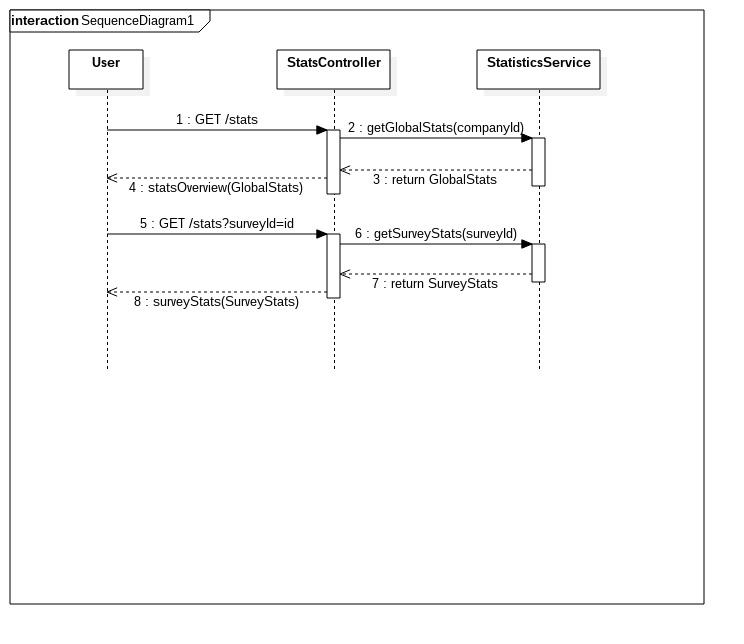 interaction SequenceDiagram1
User
StatsController
StatisticsService
1 : GET /stats
2 : getGlobalStats(companyId)
3 : return GlobalStats
4 : statsOverview(GlobalStats)
5 : GET /stats?surveyId=id
6 : getSurveyStats(surveyId)
7 : return SurveyStats
8 : surveyStats(SurveyStats)